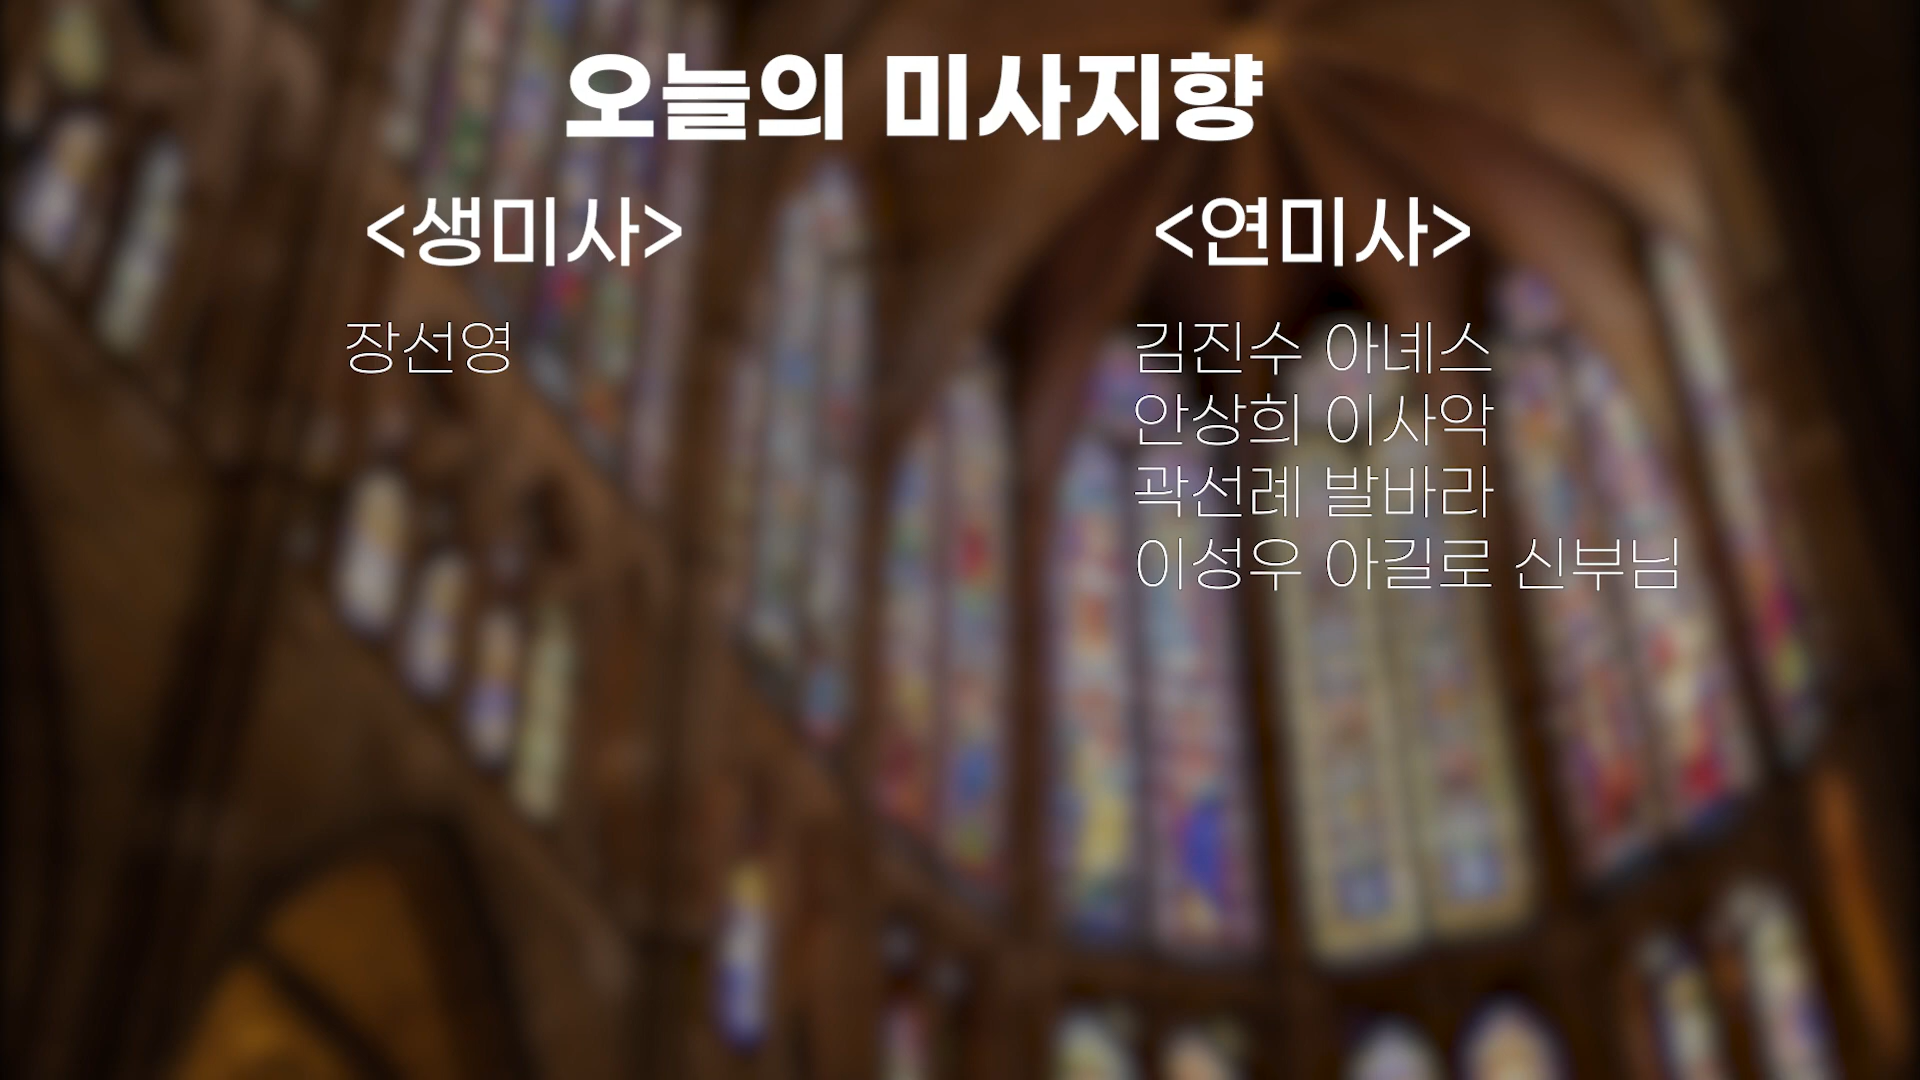 오늘의 미사지향
<생미사>
장선영
<연미사>
김진수 아녜스
안상희 이사악
곽선례 발바라
이성우 아길로 신부님